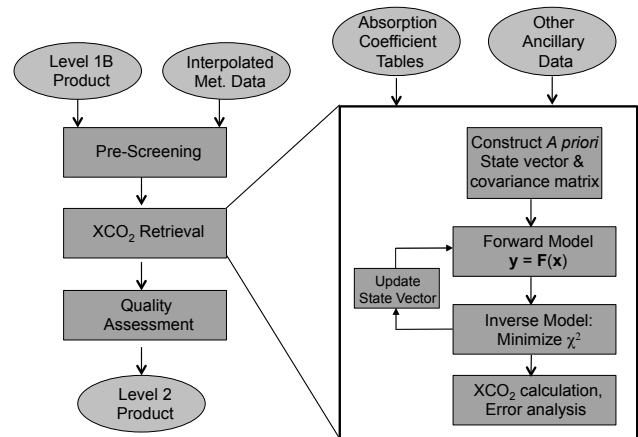 Level 1B
Product
Interpolated
Met. Data
Pre-Screening
XCO₂ Retrieval
Quality
Assessment
Level 2
Product
Absorption
Coefficient
Tables
Other
Ancillary
Data
Construct A priori
State vector &
covariance matrix
Forward Model
y = F(x)
Update
State Vector
Inverse Model:
Minimize χ²
XCO₂ calculation,
Error analysis